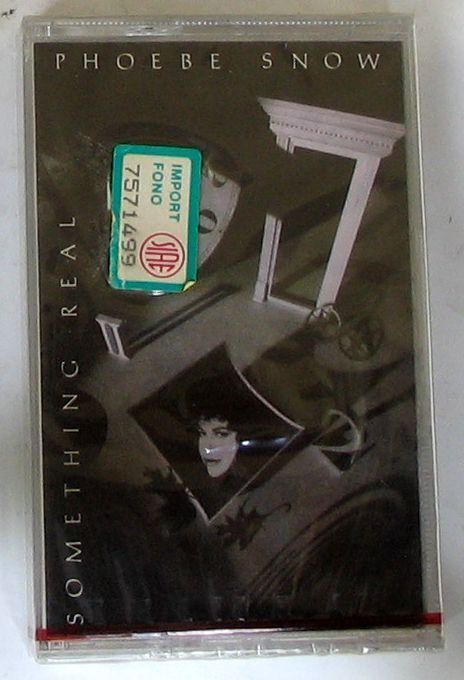 PHOEBE SNOW
SOMETHING REAL
IMPORT
FONO
7571499
SIAE